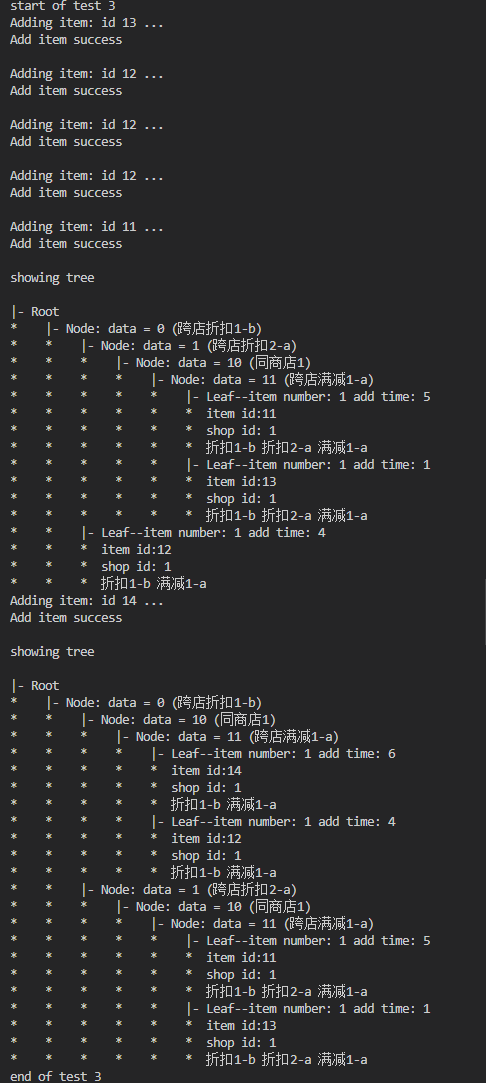 start of test 3
Adding item: id 13 ...
Add item success
Adding item: id 12 ...
Add item success
Adding item: id 12 ...
Add item success
Adding item: id 12 ...
Add item success
Adding item: id 11 ...
Add item success
showing tree
|- Root
*    |- Node: data = 0 (跨店折扣1-b)
*    *    |- Node: data = 1 (跨店折扣2-a)
*    *    *    |- Node: data = 10 (同商店1)
*    *    *    *    |- Node: data = 11 (跨店满减1-a)
*    *    *    *    *    |- Leaf--item number: 1 add time: 5
*    *    *    *    *    *  item id:11
*    *    *    *    *    *  shop id: 1
*    *    *    *    *    *  折扣1-b 折扣2-a 满减1-a
*    *    *    *    *    |- Leaf--item number: 1 add time: 1
*    *    *    *    *    *  item id:13
*    *    *    *    *    *  shop id: 1
*    *    *    *    *    *  折扣1-b 折扣2-a 满减1-a
*    *    |- Leaf--item number: 1 add time: 4
*    *    *  item id:12
*    *    *  shop id: 1
*    *    *  折扣1-b 满减1-a
Adding item: id 14 ...
Add item success
showing tree
|- Root
*    |- Node: data = 0 (跨店折扣1-b)
*    *    |- Node: data = 10 (同商店1)
*    *    *    |- Node: data = 11 (跨店满减1-a)
*    *    *    *    |- Leaf--item number: 1 add time: 6
*    *    *    *    *  item id:14
*    *    *    *    *  shop id: 1
*    *    *    *    *  折扣1-b 满减1-a
*    *    *    *    |- Leaf--item number: 1 add time: 4
*    *    *    *    *  item id:12
*    *    *    *    *  shop id: 1
*    *    *    *    *  折扣1-b 满减1-a
*    *    |- Node: data = 1 (跨店折扣2-a)
*    *    *    |- Node: data = 10 (同商店1)
*    *    *    *    |- Node: data = 11 (跨店满减1-a)
*    *    *    *    *    |- Leaf--item number: 1 add time: 5
*    *    *    *    *    *  item id:11
*    *    *    *    *    *  shop id: 1
*    *    *    *    *    *  折扣1-b 折扣2-a 满减1-a
*    *    *    *    *    |- Leaf--item number: 1 add time: 1
*    *    *    *    *    *  item id:13
*    *    *    *    *    *  shop id: 1
*    *    *    *    *    *  折扣1-b 折扣2-a 满减1-a
end of test 3